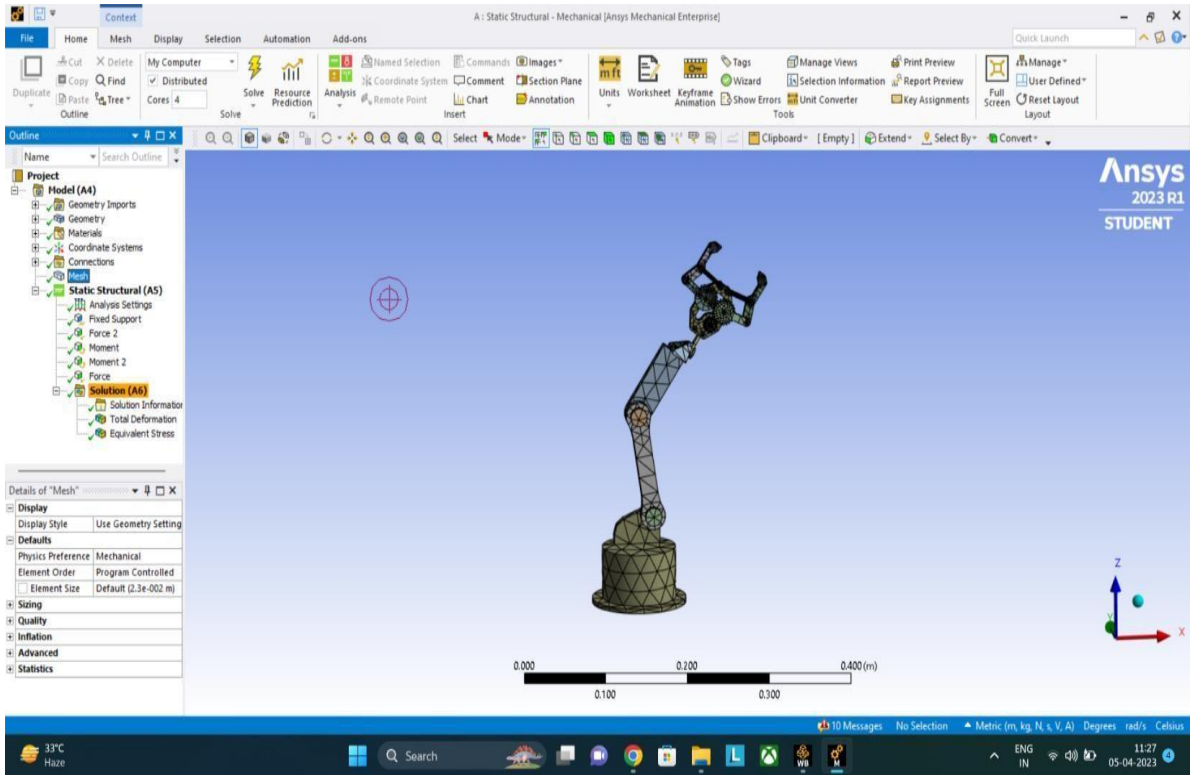 Context
A : Static Structural - Mechanical [Ansys Mechanical Enterprise]
File Home Mesh Display Selection Automation Add-ons Quick Launch
Duplicate
Cut Delete
Copy Find
Paste Tree
Outline
My Computer
Distributed
Cores 4
Solve
Resource Prediction
Solve
Analysis
Named Selection Commands Images
Coordinate System Comment Section Plane
Remote Point Chart Annotation
Insert
Units
Worksheet
Keyframe Animation
Tags Manage Views Print Preview
Wizard Selection Information Report Preview
Show Errors Unit Converter Key Assignments
Tools
Full Screen
Manage
User Defined
Reset Layout
Layout
Outline
Select Mode Clipboard [ Empty ] Extend Select By Convert
Name Search Outline
Project
Model (A4)
Geometry Imports
Geometry
Materials
Coordinate Systems
Connections
Mesh
Static Structural (A5)
Analysis Settings
Fixed Support
Force 2
Moment
Moment 2
Force
Solution (A6)
Solution Information
Total Deformation
Equivalent Stress
Ansys
2023 R1
STUDENT
Details of "Mesh"
Display
Display Style Use Geometry Setting
Defaults
Physics Preference Mechanical
Element Order Program Controlled
Element Size Default (2.3e-002 m)
Sizing
Quality
Inflation
Advanced
Statistics
Z
Y
X
0.000 0.200 0.400 (m)
0.100 0.300
10 Messages No Selection Metric (m, kg, N, s, V, A) Degrees rad/s Celsius
33°C
Haze
Search
L
WB
M
ENG
IN
11:27
05-04-2023
4